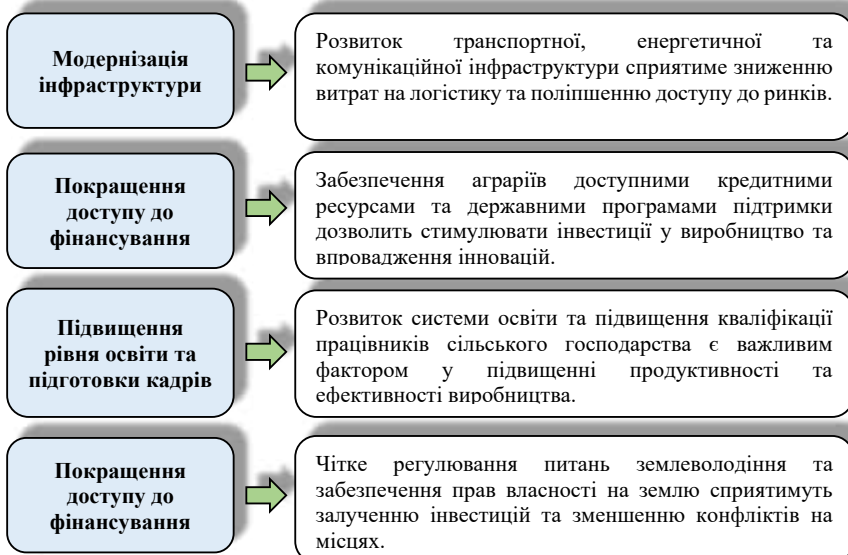 Модернізація
інфраструктури
Розвиток транспортної, енергетичної та
комунікаційної інфраструктури сприятиме зниженню
витрат на логістику та поліпшенню доступу до ринків.
Покращення
доступу до
фінансування
Забезпечення аграріїв доступними кредитними
ресурсами та державними програмами підтримки
дозволить стимулювати інвестиції у виробництво та
впровадження інновацій.
Підвищення
рівня освіти та
підготовки кадрів
Розвиток системи освіти та підвищення кваліфікації
працівників сільського господарства є важливим
фактором у підвищенні продуктивності та
ефективності виробництва.
Покращення
доступу до
фінансування
Чітке регулювання питань землеволодіння та
забезпечення прав власності на землю сприятимуть
залученню інвестицій та зменшенню конфліктів на
місцях.